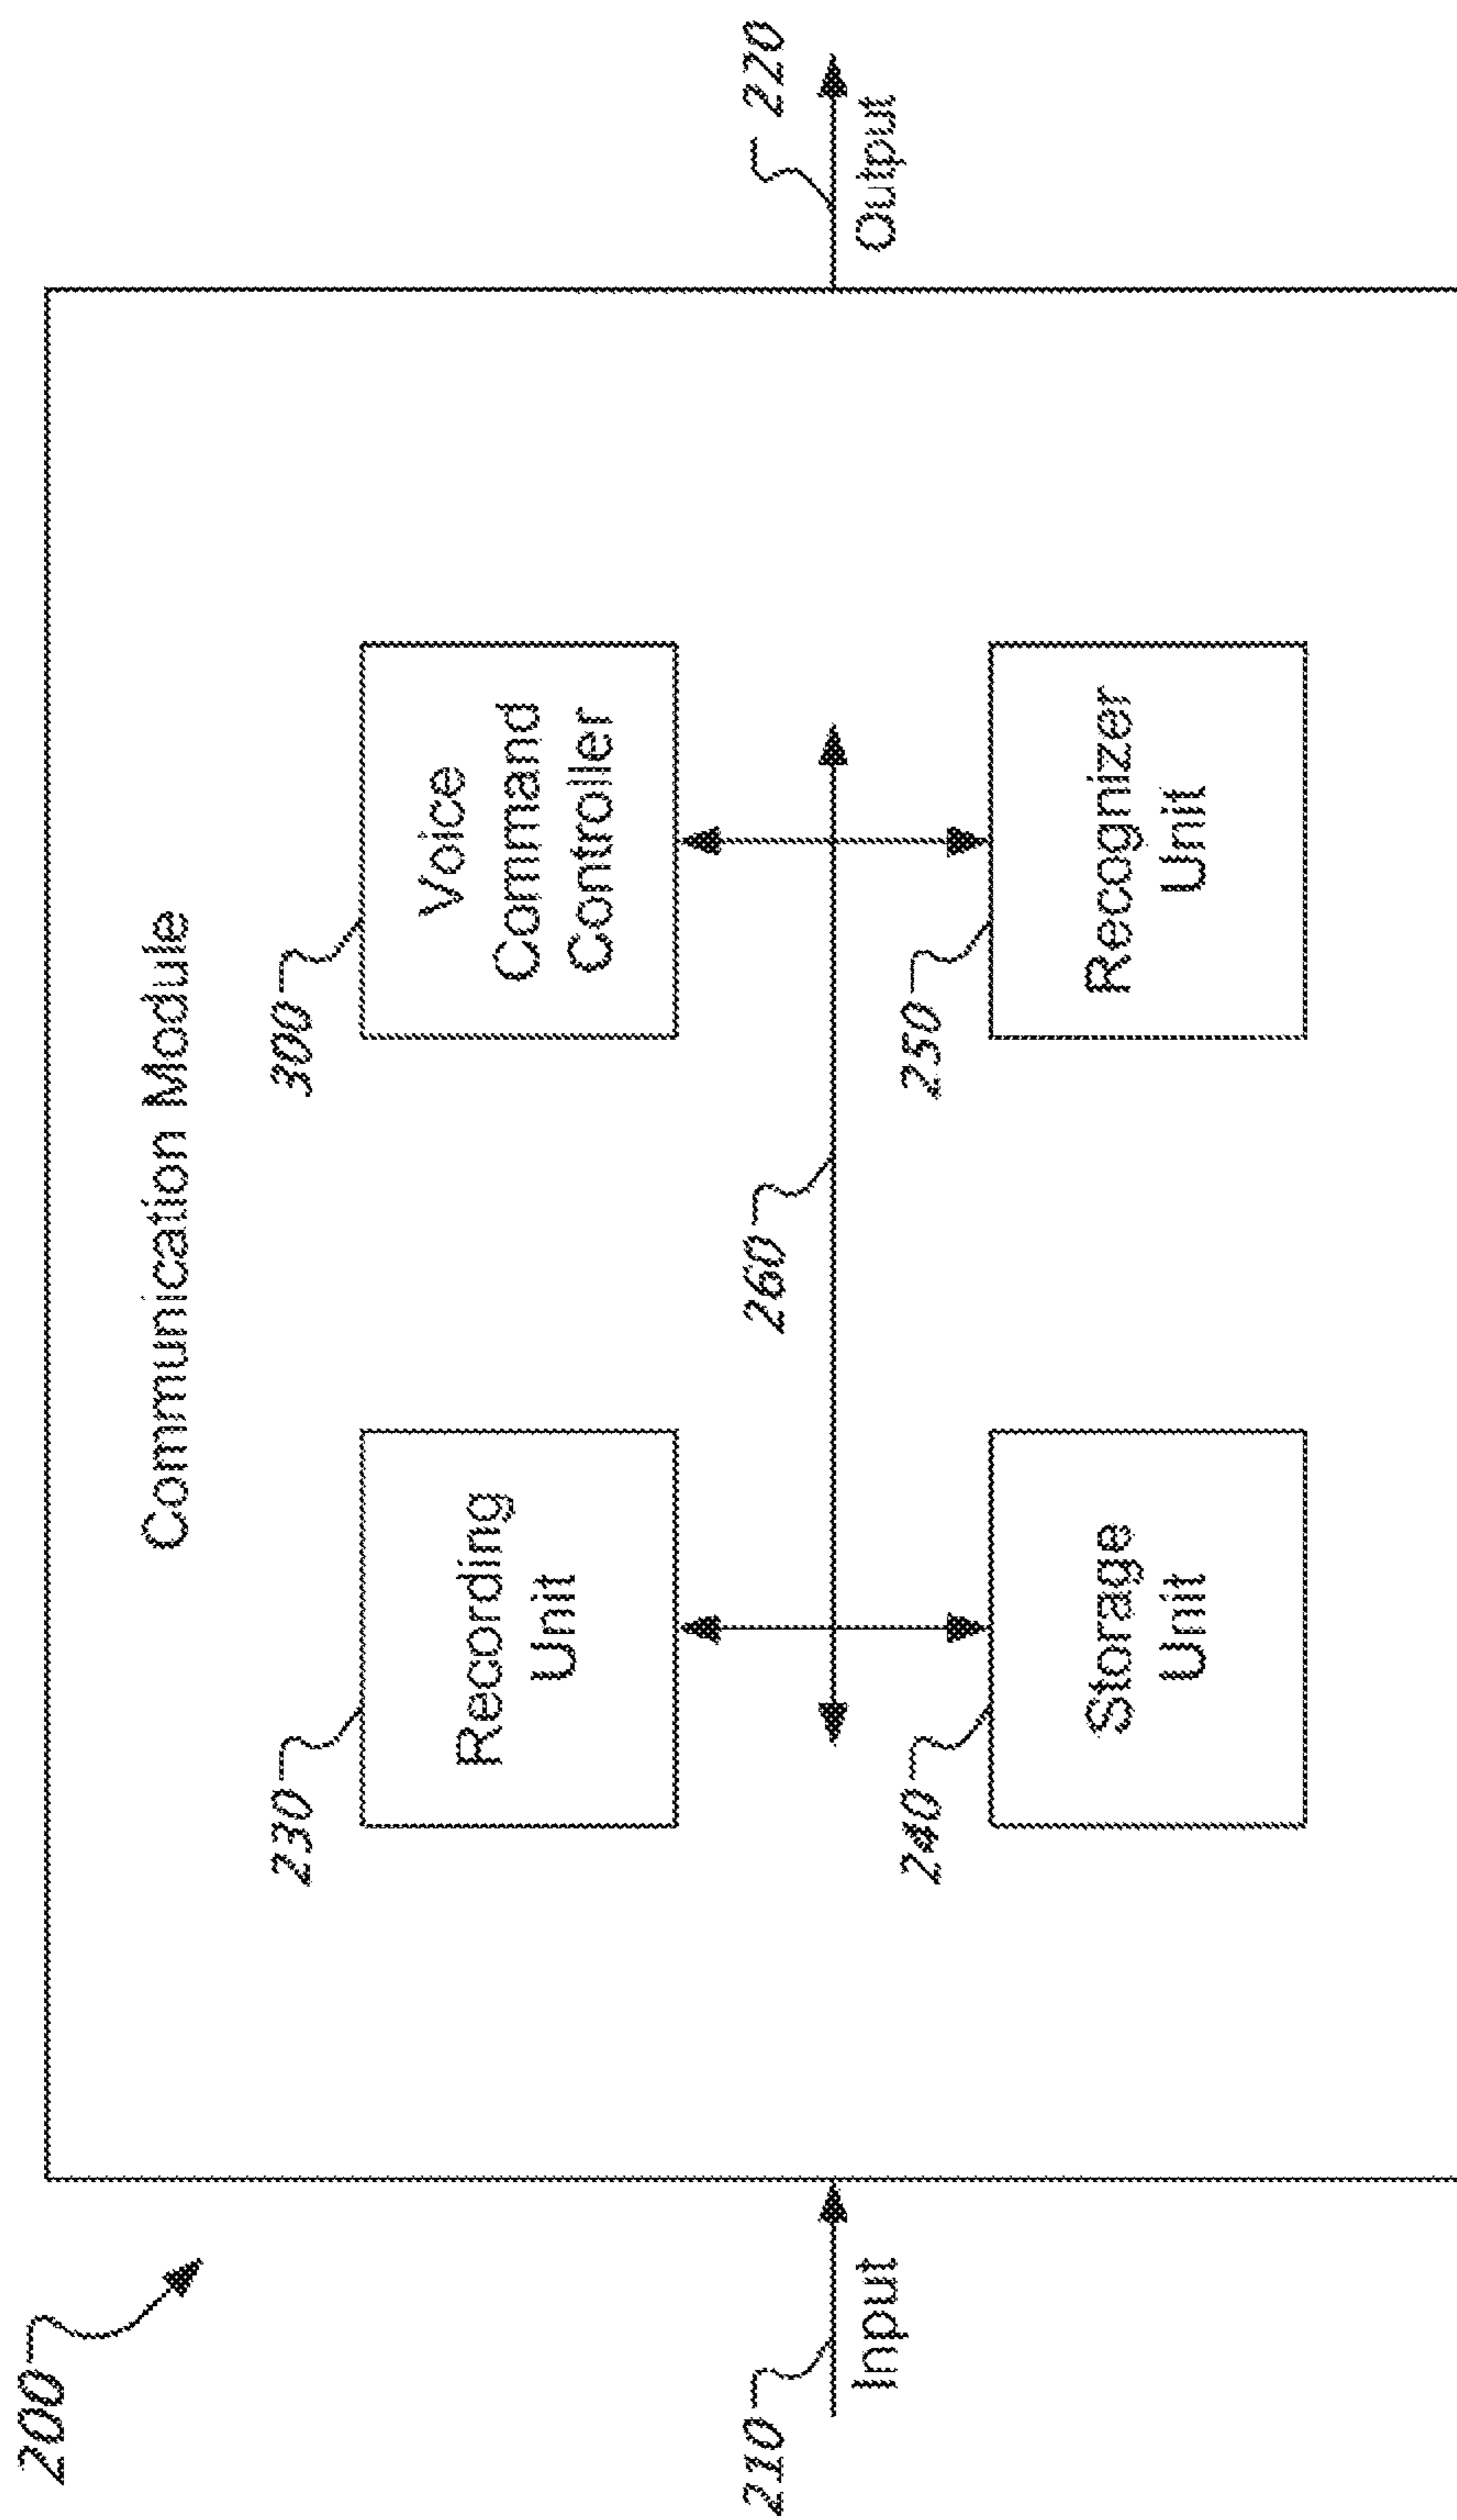 200
Communication Module
230
Recording
Unit
300
Voice
Command
Controller
210
Input
260
220
Output
240
Storage
Unit
250
Recognizer
Unit